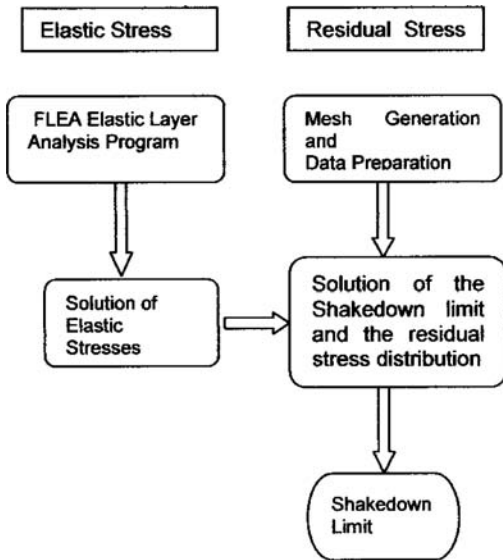 Elastic Stress
Residual Stress
FLEA Elastic Layer
Analysis Program
Mesh Generation
and
Data Preparation
Solution of
Elastic
Stresses
Solution of the
Shakedown limit
and the residual
stress distribution
Shakedown
Limit